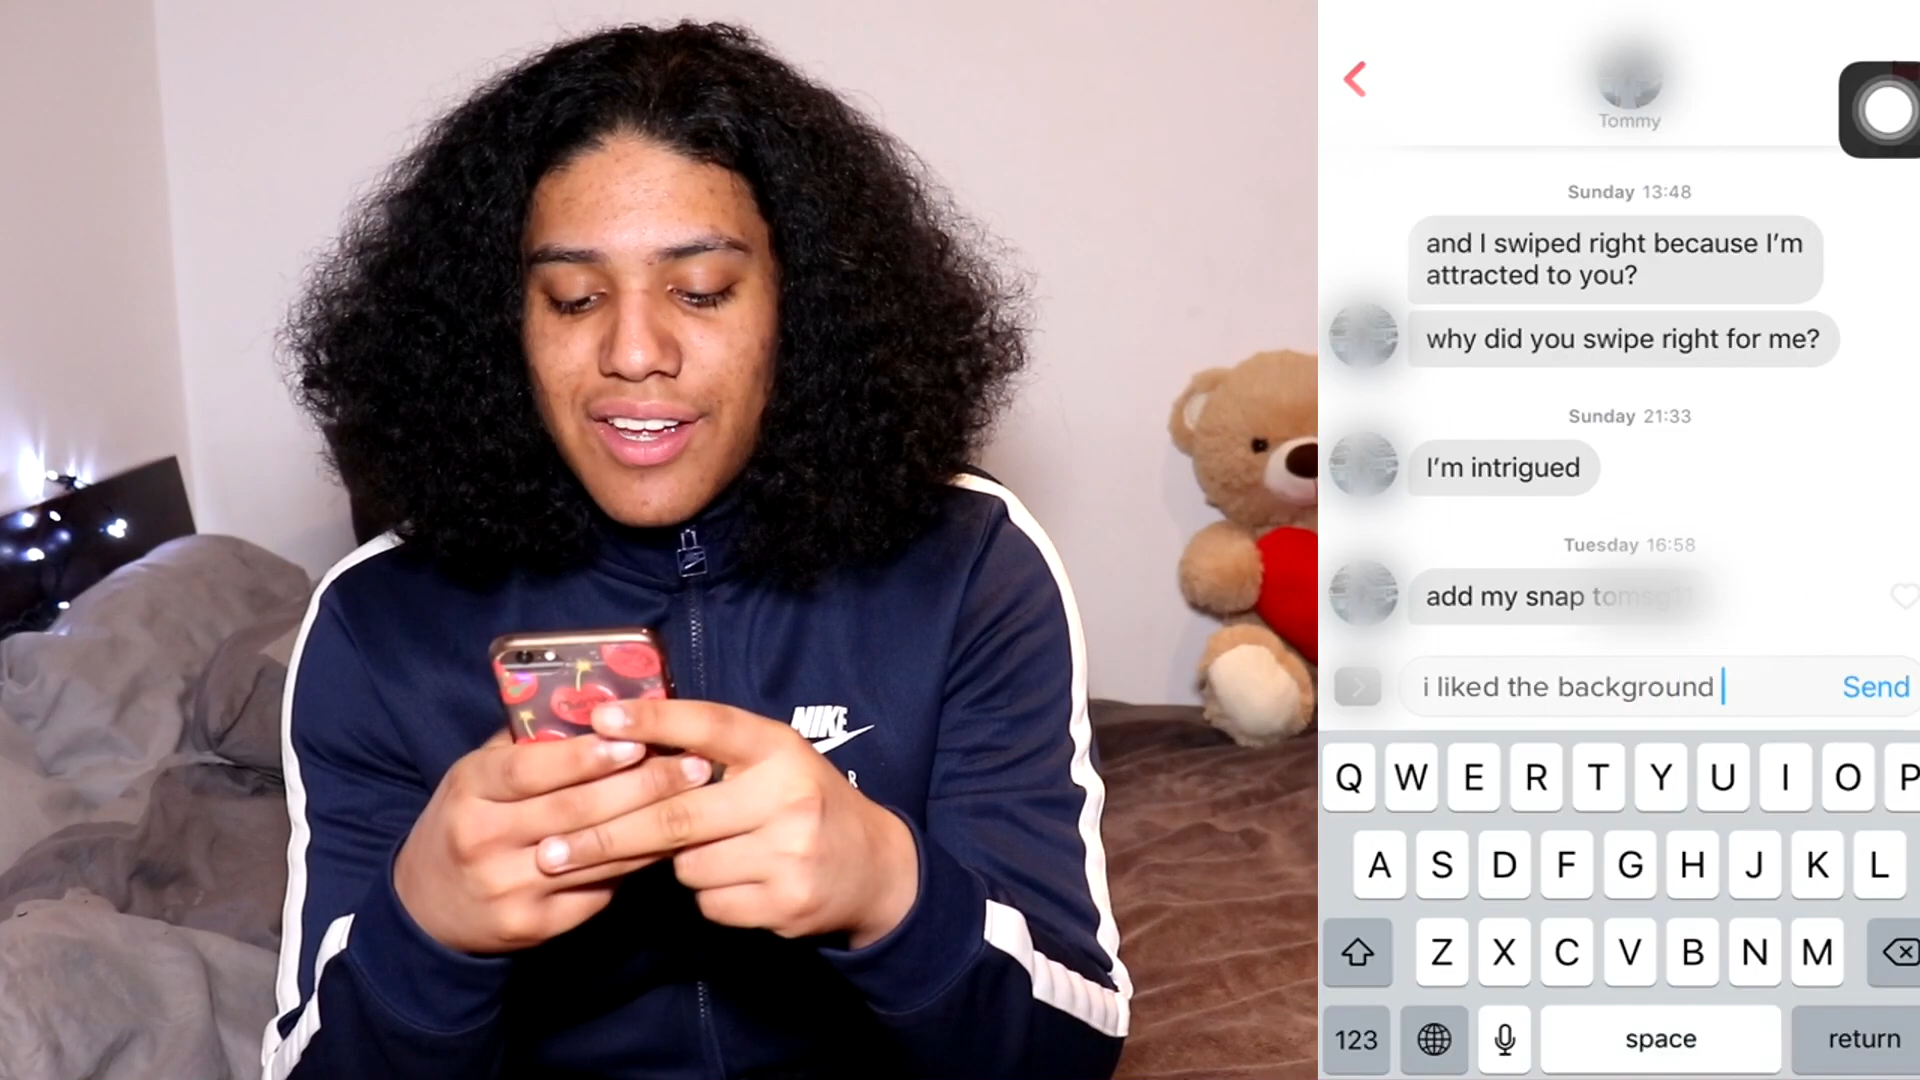 Tommy
Sunday 13:48
and I swiped right because I'm
attracted to you?
why did you swipe right for me?
Sunday 21:33
I'm intrigued
Tuesday 16:58
add my snap
i liked the background
Send
NIKE
Q W E R T Y U I O P
A S D F G H J K L
Z X C V B N M
123
space
return